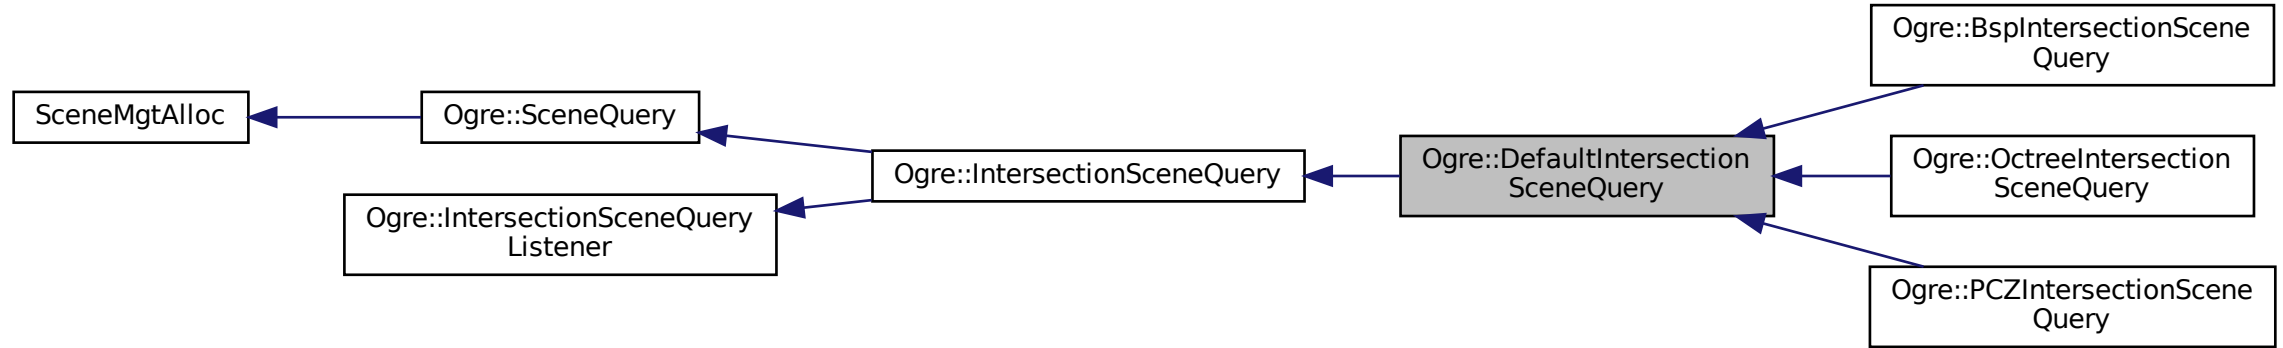 SceneMgtAlloc
Ogre::SceneQuery
Ogre::IntersectionSceneQuery
Listener
Ogre::IntersectionSceneQuery
Ogre::DefaultIntersection
SceneQuery
Ogre::BspIntersectionScene
Query
Ogre::OctreeIntersection
SceneQuery
Ogre::PCZIntersectionScene
Query